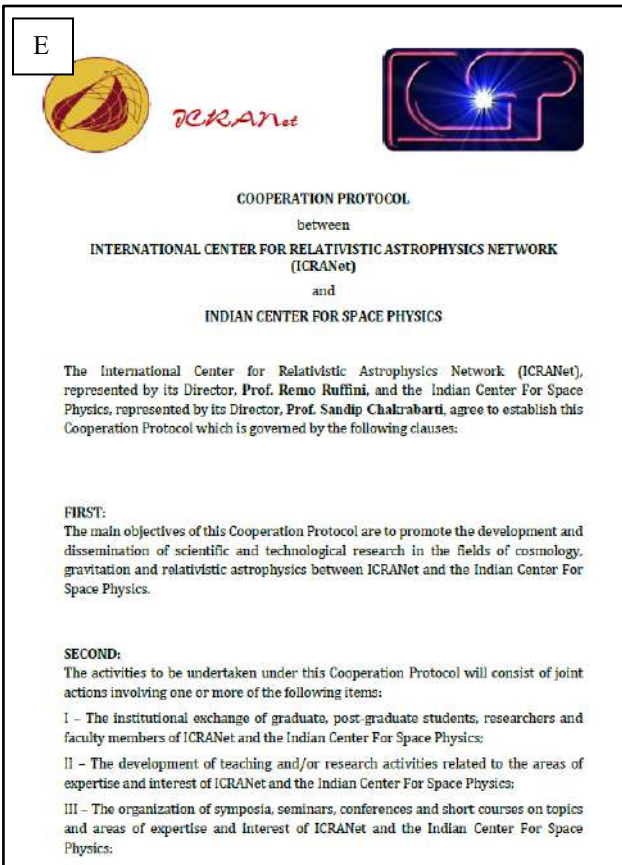 E
ICRANet
COOPERATION PROTOCOL
between
INTERNATIONAL CENTER FOR RELATIVISTIC ASTROPHYSICS NETWORK
(ICRANet)
and
INDIAN CENTER FOR SPACE PHYSICS
The International Center for Relativistic Astrophysics Network (ICRANet),
represented by its Director, Prof. Remo Ruffini, and the Indian Center For Space
Physics, represented by its Director, Prof. Sandip Chakrabarti, agree to establish this
Cooperation Protocol which is governed by the following clauses:
FIRST:
The main objectives of this Cooperation Protocol are to promote the development and
dissemination of scientific and technological research in the fields of cosmology,
gravitation and relativistic astrophysics between ICRANet and the Indian Center For
Space Physics.
SECOND:
The activities to be undertaken under this Cooperation Protocol will consist of joint
actions involving one or more of the following items:
I – The institutional exchange of graduate, post-graduate students, researchers and
faculty members of ICRANet and the Indian Center For Space Physics;
II – The development of teaching and/or research activities related to the areas of
expertise and interest of ICRANet and the Indian Center For Space Physics;
III – The organization of symposia, seminars, conferences and short courses on topics
and areas of expertise and interest of ICRANet and the Indian Center For Space
Physics;